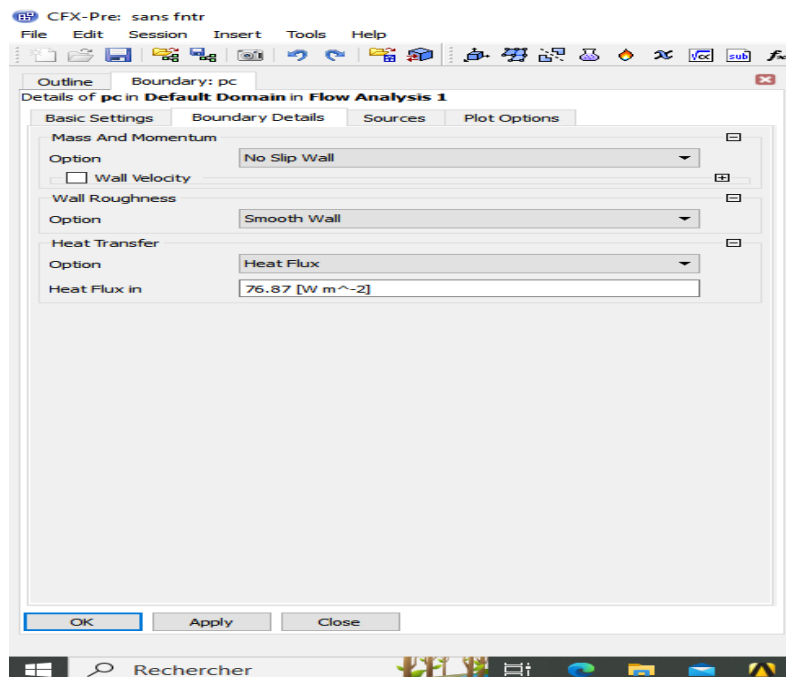 CFX-Pre: sans fntr
File Edit Session Insert Tools Help
Outline Boundary: pc
Details of pc in Default Domain in Flow Analysis 1
Basic Settings Boundary Details Sources Plot Options
Mass And Momentum
Option No Slip Wall
Wall Velocity
Wall Roughness
Option Smooth Wall
Heat Transfer
Option Heat Flux
Heat Flux in 76.87 [W m^-2]
OK Apply Close
Rechercher